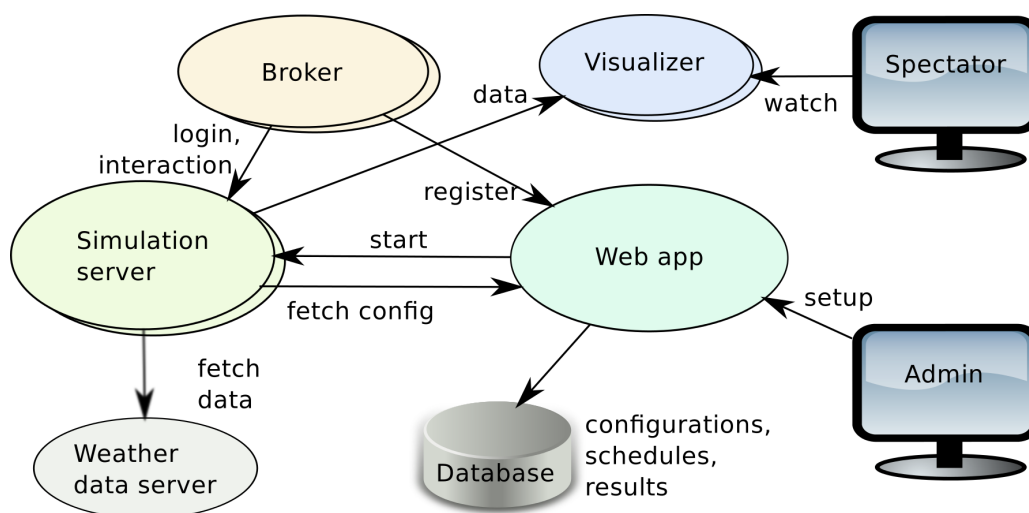 Broker
Visualizer
Spectator
data
watch
login,
interaction
register
Simulation
server
start
Web app
fetch config
setup
fetch
data
Admin
Weather
data server
Database
configurations,
schedules,
results